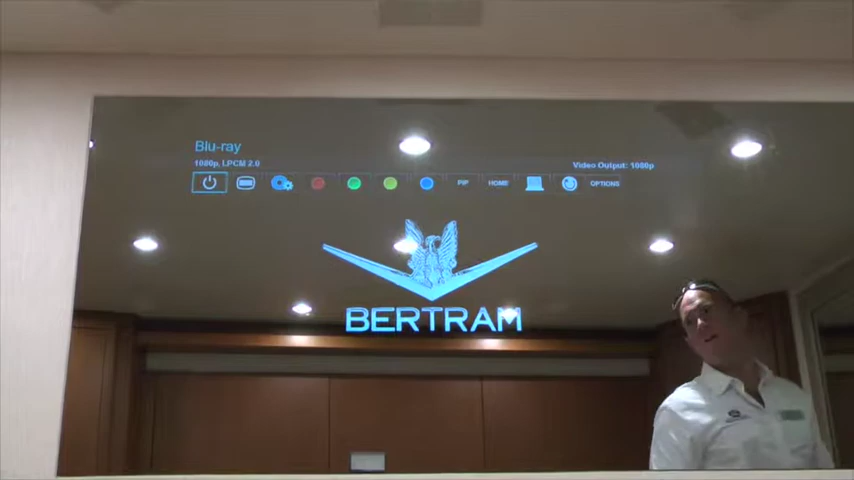 Blu-ray
1080p, LPCM 2.0
Video Output: 1080p
PIP
HOME
OPTIONS
BERTRAM